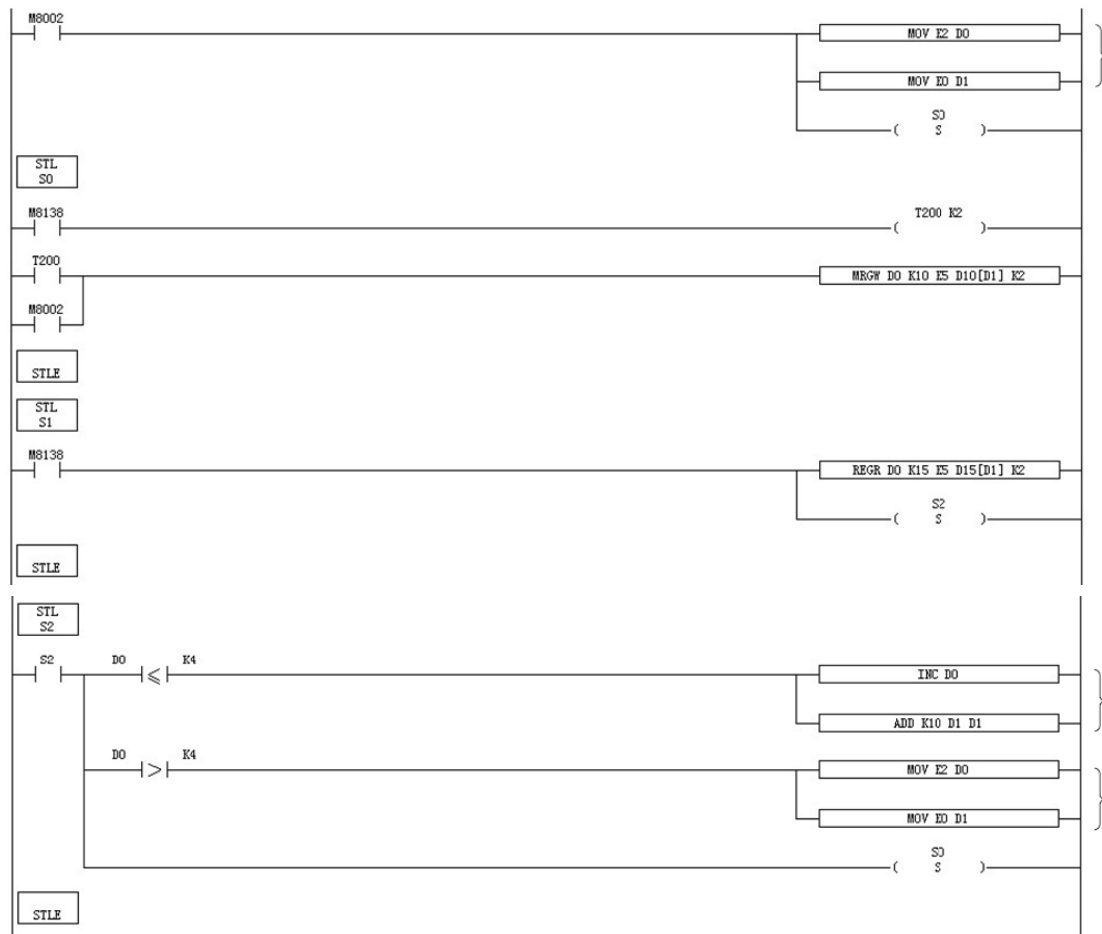 M8002
MOV K2 D0
MOV K0 D1
S0
( S )
STL
S0
M8138
T200 K2
( )
T200
MRGW D0 K10 K5 D10[D1] K2
M8002
STLE
STL
S1
M8138
REGR D0 K15 K5 D15[D1] K2
S2
( S )
STLE
STL
S2
S2 D0 K4
≤
INC D0
ADD K10 D1 D1
D0 K4
>
MOV K2 D0
MOV K0 D1
S0
( S )
STLE